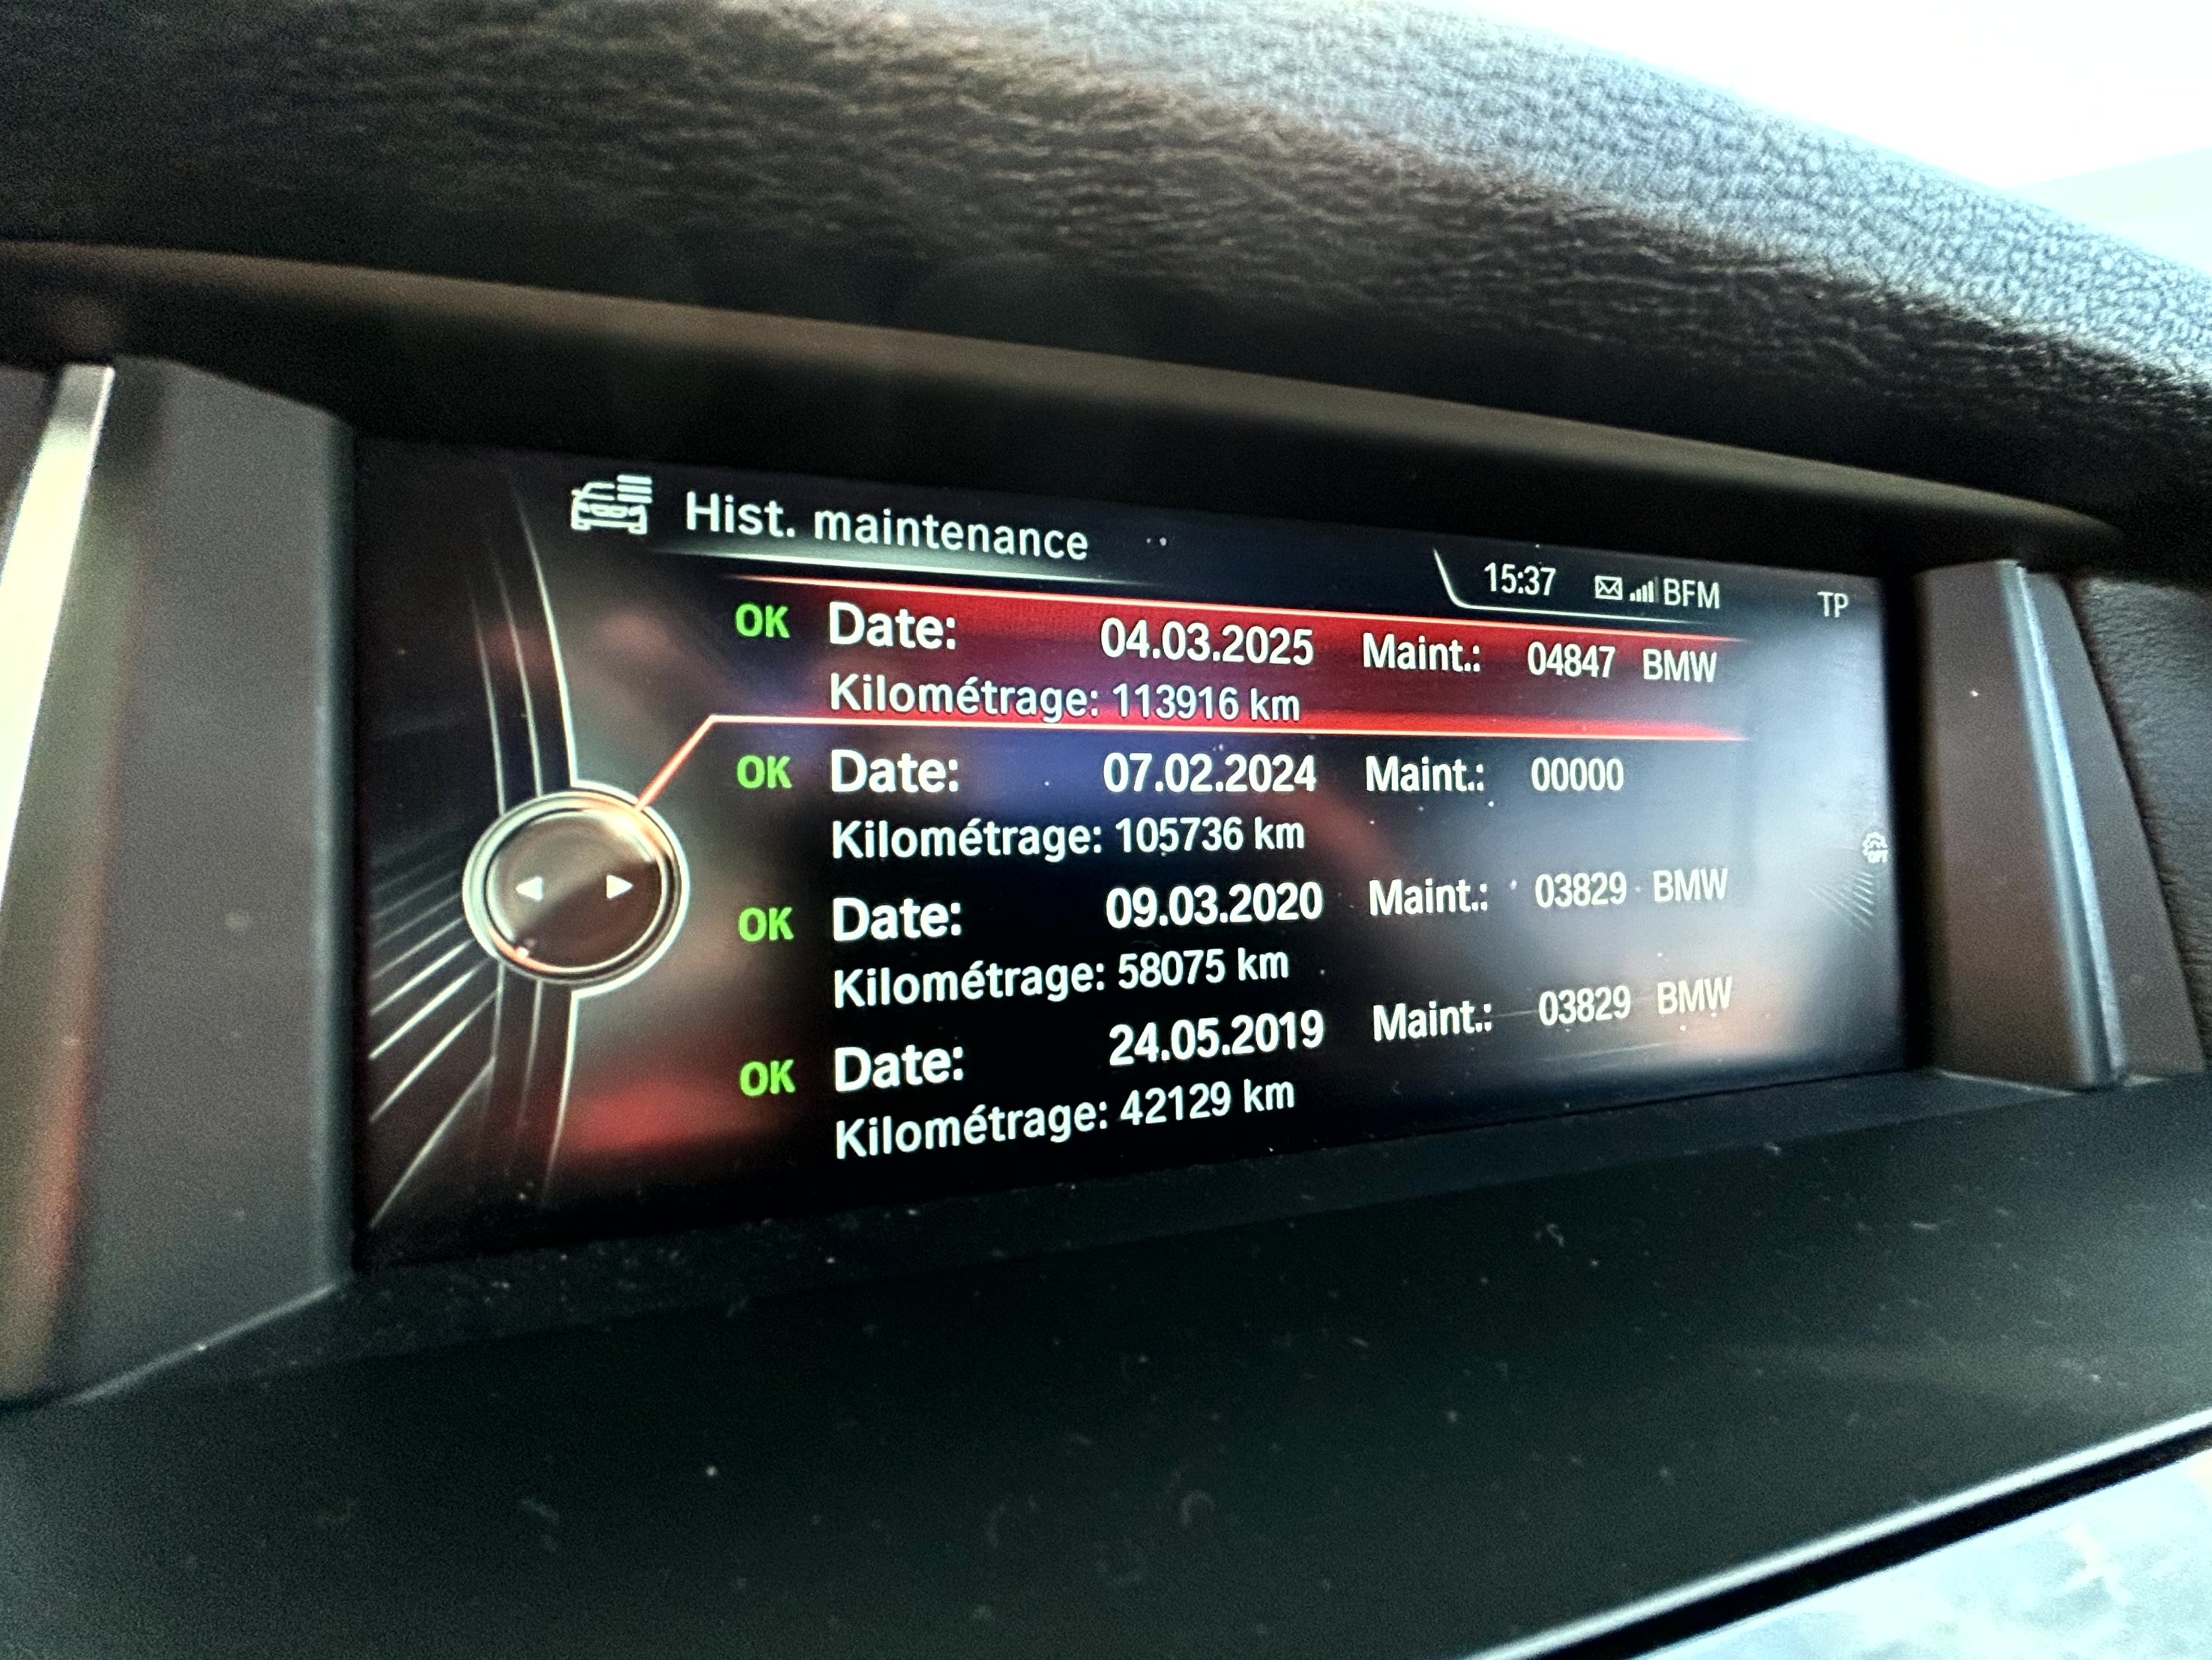 Hist. maintenance
15:37 BFM TP
OK Date: 04.03.2025 Maint.: 04847 BMW
Kilométrage: 113916 km
OK Date: 07.02.2024 Maint.: 00000
Kilométrage: 105736 km
OK Date: 09.03.2020 Maint.: 03829 BMW
Kilométrage: 58075 km
OK Date: 24.05.2019 Maint.: 03829 BMW
Kilométrage: 42129 km